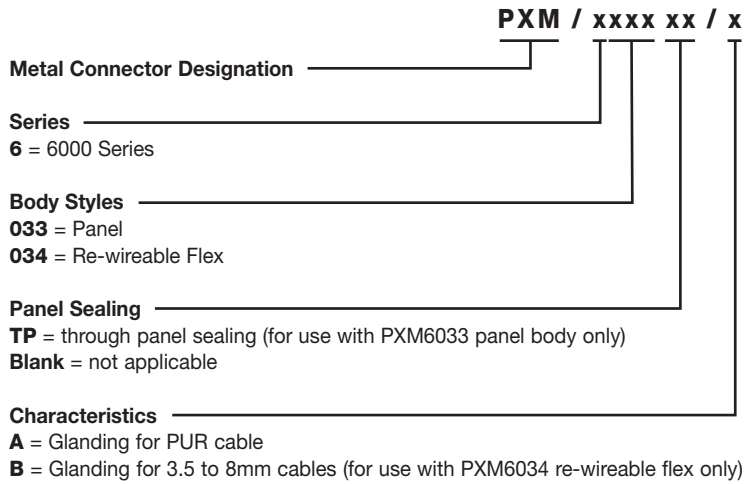 PXM / xxxx xx / x
Metal Connector Designation
Series
6 = 6000 Series
Body Styles
033 = Panel
034 = Re-wireable Flex
Panel Sealing
TP = through panel sealing (for use with PXM6033 panel body only)
Blank = not applicable
Characteristics
A = Glanding for PUR cable
B = Glanding for 3.5 to 8mm cables (for use with PXM6034 re-wireable flex only)